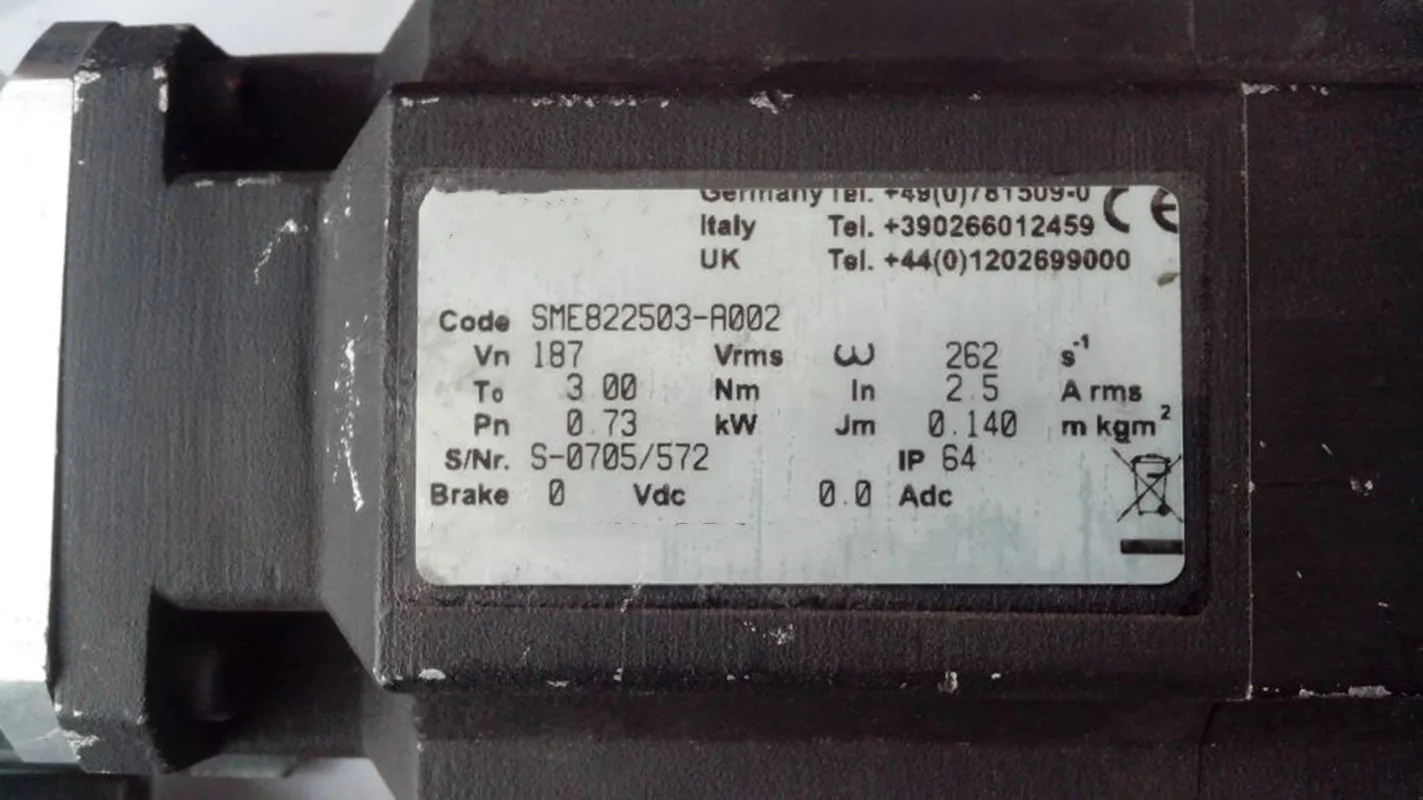 Germany Tel. +49(0)781509-0
Italy Tel. +390266012459 CE
UK Tel. +44(0)1202699000
Code SME822503-A002
Vn 187 Vrms ω 262 s-1
To 3.00 Nm In 2.5 A rms
Pn 0.73 kW Jm 0.140 m kgm2
S/Nr. S-0705/572 IP 64
Brake 0 Vdc 0.0 Adc